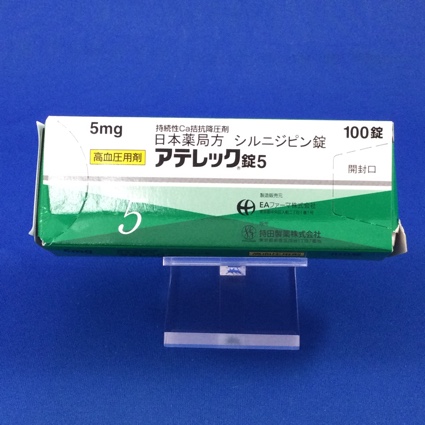 5mg
持続性Ca拮抗降圧剤
100錠
日本薬局方 シルニジピン錠
高血圧用剤
アテレック®錠5
開封口
製造販売元
EAファーマ株式会社
5
持田製薬株式会社